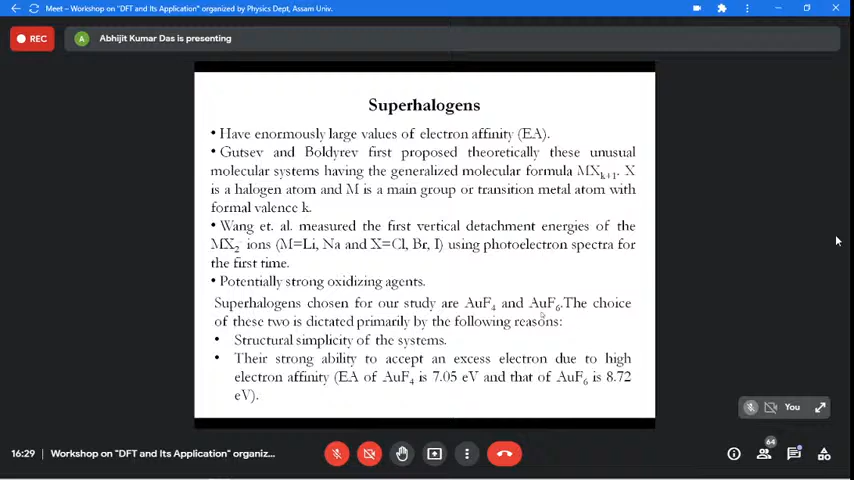 Meet – Workshop on "DFT and Its Application" organized by Physics Dept, Assam Univ.
REC
A
Abhijit Kumar Das is presenting
Superhalogens
• Have enormously large values of electron affinity (EA).
• Gutsev and Boldyrev first proposed theoretically these unusual
molecular systems having the generalized molecular formula MXk+1. X
is a halogen atom and M is a main group or transition metal atom with
formal valence k.
• Wang et. al. measured the first vertical detachment energies of the
MX2- ions (M=Li, Na and X=Cl, Br, I) using photoelectron spectra for
the first time.
• Potentially strong oxidizing agents.
Superhalogens chosen for our study are AuF4 and AuF6.The choice
of these two is dictated primarily by the following reasons:
• Structural simplicity of the systems.
• Their strong ability to accept an excess electron due to high
electron affinity (EA of AuF4 is 7.05 eV and that of AuF6 is 8.72
eV).
You
64
16:29 Workshop on "DFT and Its Application" organiz...